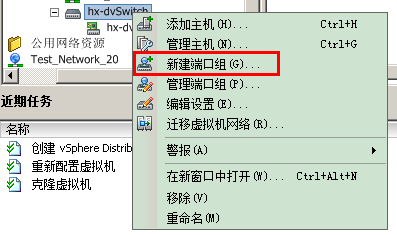 hx-dvSwitch
hx-dv
公用网络资源
Test_Network_20
近期任务
名称
创建 vSphere Distrib
重新配置虚拟机
克隆虚拟机
添加主机(H)... Ctrl+H
管理主机(N)... Ctrl+G
新建端口组(G)...
管理端口组(P)...
编辑设置(E)...
迁移虚拟机网络(R)...
警报(A)
在新窗口中打开(W)... Ctrl+Alt+N
移除(V)
重命名(M)